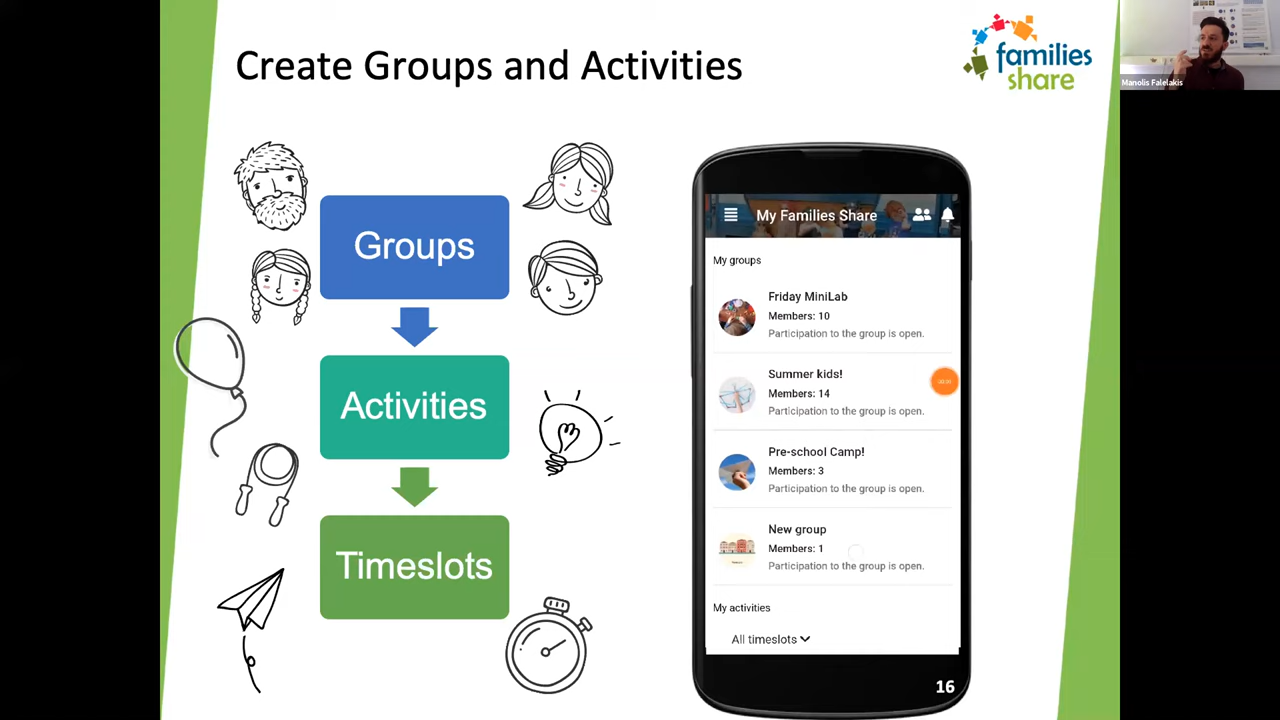 Create Groups and Activities
families
share
Manolis Falelakis
Groups
Activities
Timeslots
My Families Share
My groups
Friday MiniLab
Members: 10
Participation to the group is open.
Summer kids!
Members: 14
Participation to the group is open.
Pre-school Camp!
Members: 3
Participation to the group is open.
New group
Members: 1
Participation to the group is open.
My activities
All timeslots
16